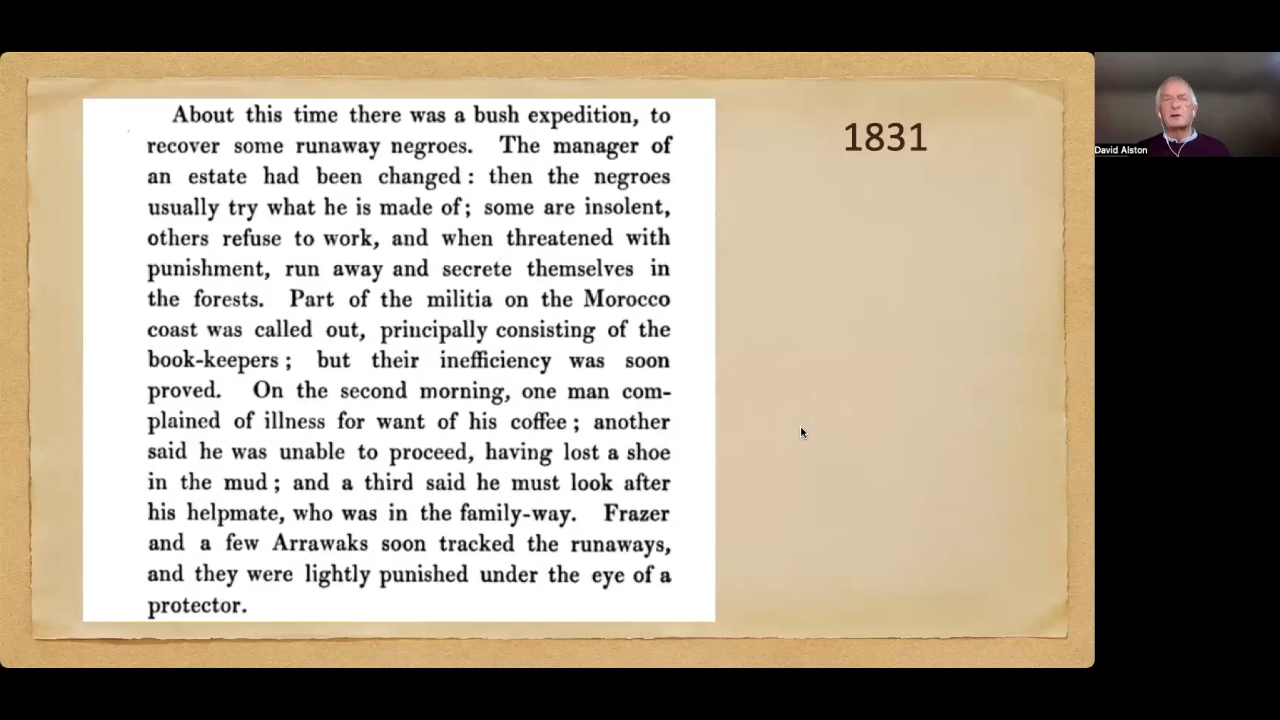 About this time there was a bush expedition, to
recover some runaway negroes. The manager of
an estate had been changed : then the negroes
usually try what he is made of ; some are insolent,
others refuse to work, and when threatened with
punishment, run away and secrete themselves in
the forests. Part of the militia on the Morocco
coast was called out, principally consisting of the
book-keepers ; but their inefficiency was soon
proved. On the second morning, one man com-
plained of illness for want of his coffee ; another
said he was unable to proceed, having lost a shoe
in the mud ; and a third said he must look after
his helpmate, who was in the family-way. Frazer
and a few Arrawaks soon tracked the runaways,
and they were lightly punished under the eye of a
protector.
1831
David Alston